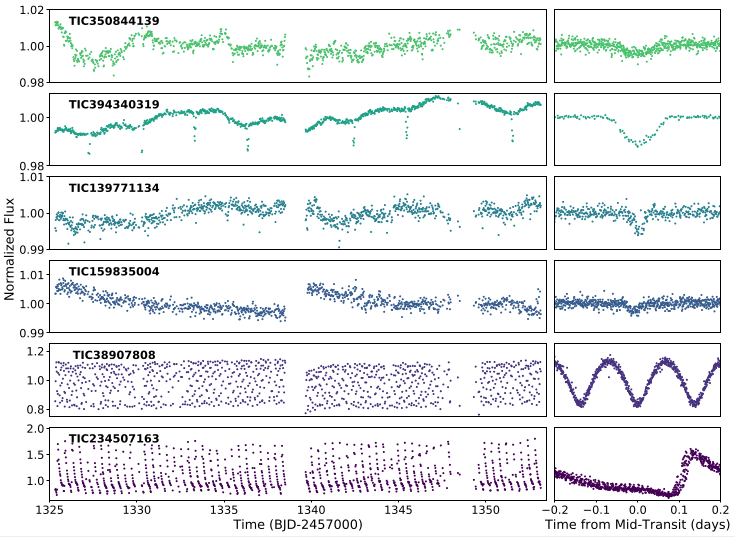 1.02
TIC350844139
1.00
0.98
TIC394340319
1.00
0.98
1.01
TIC139771134
1.00
0.99
TIC159835004
1.01
1.00
0.99
TIC38907808
1.2
1.0
0.8
2.0
TIC234507163
1.5
1.0
Normalized Flux
1325 1330 1335 1340 1345 1350
−0.2 −0.1 0.0 0.1 0.2
Time (BJD-2457000)
Time from Mid-Transit (days)